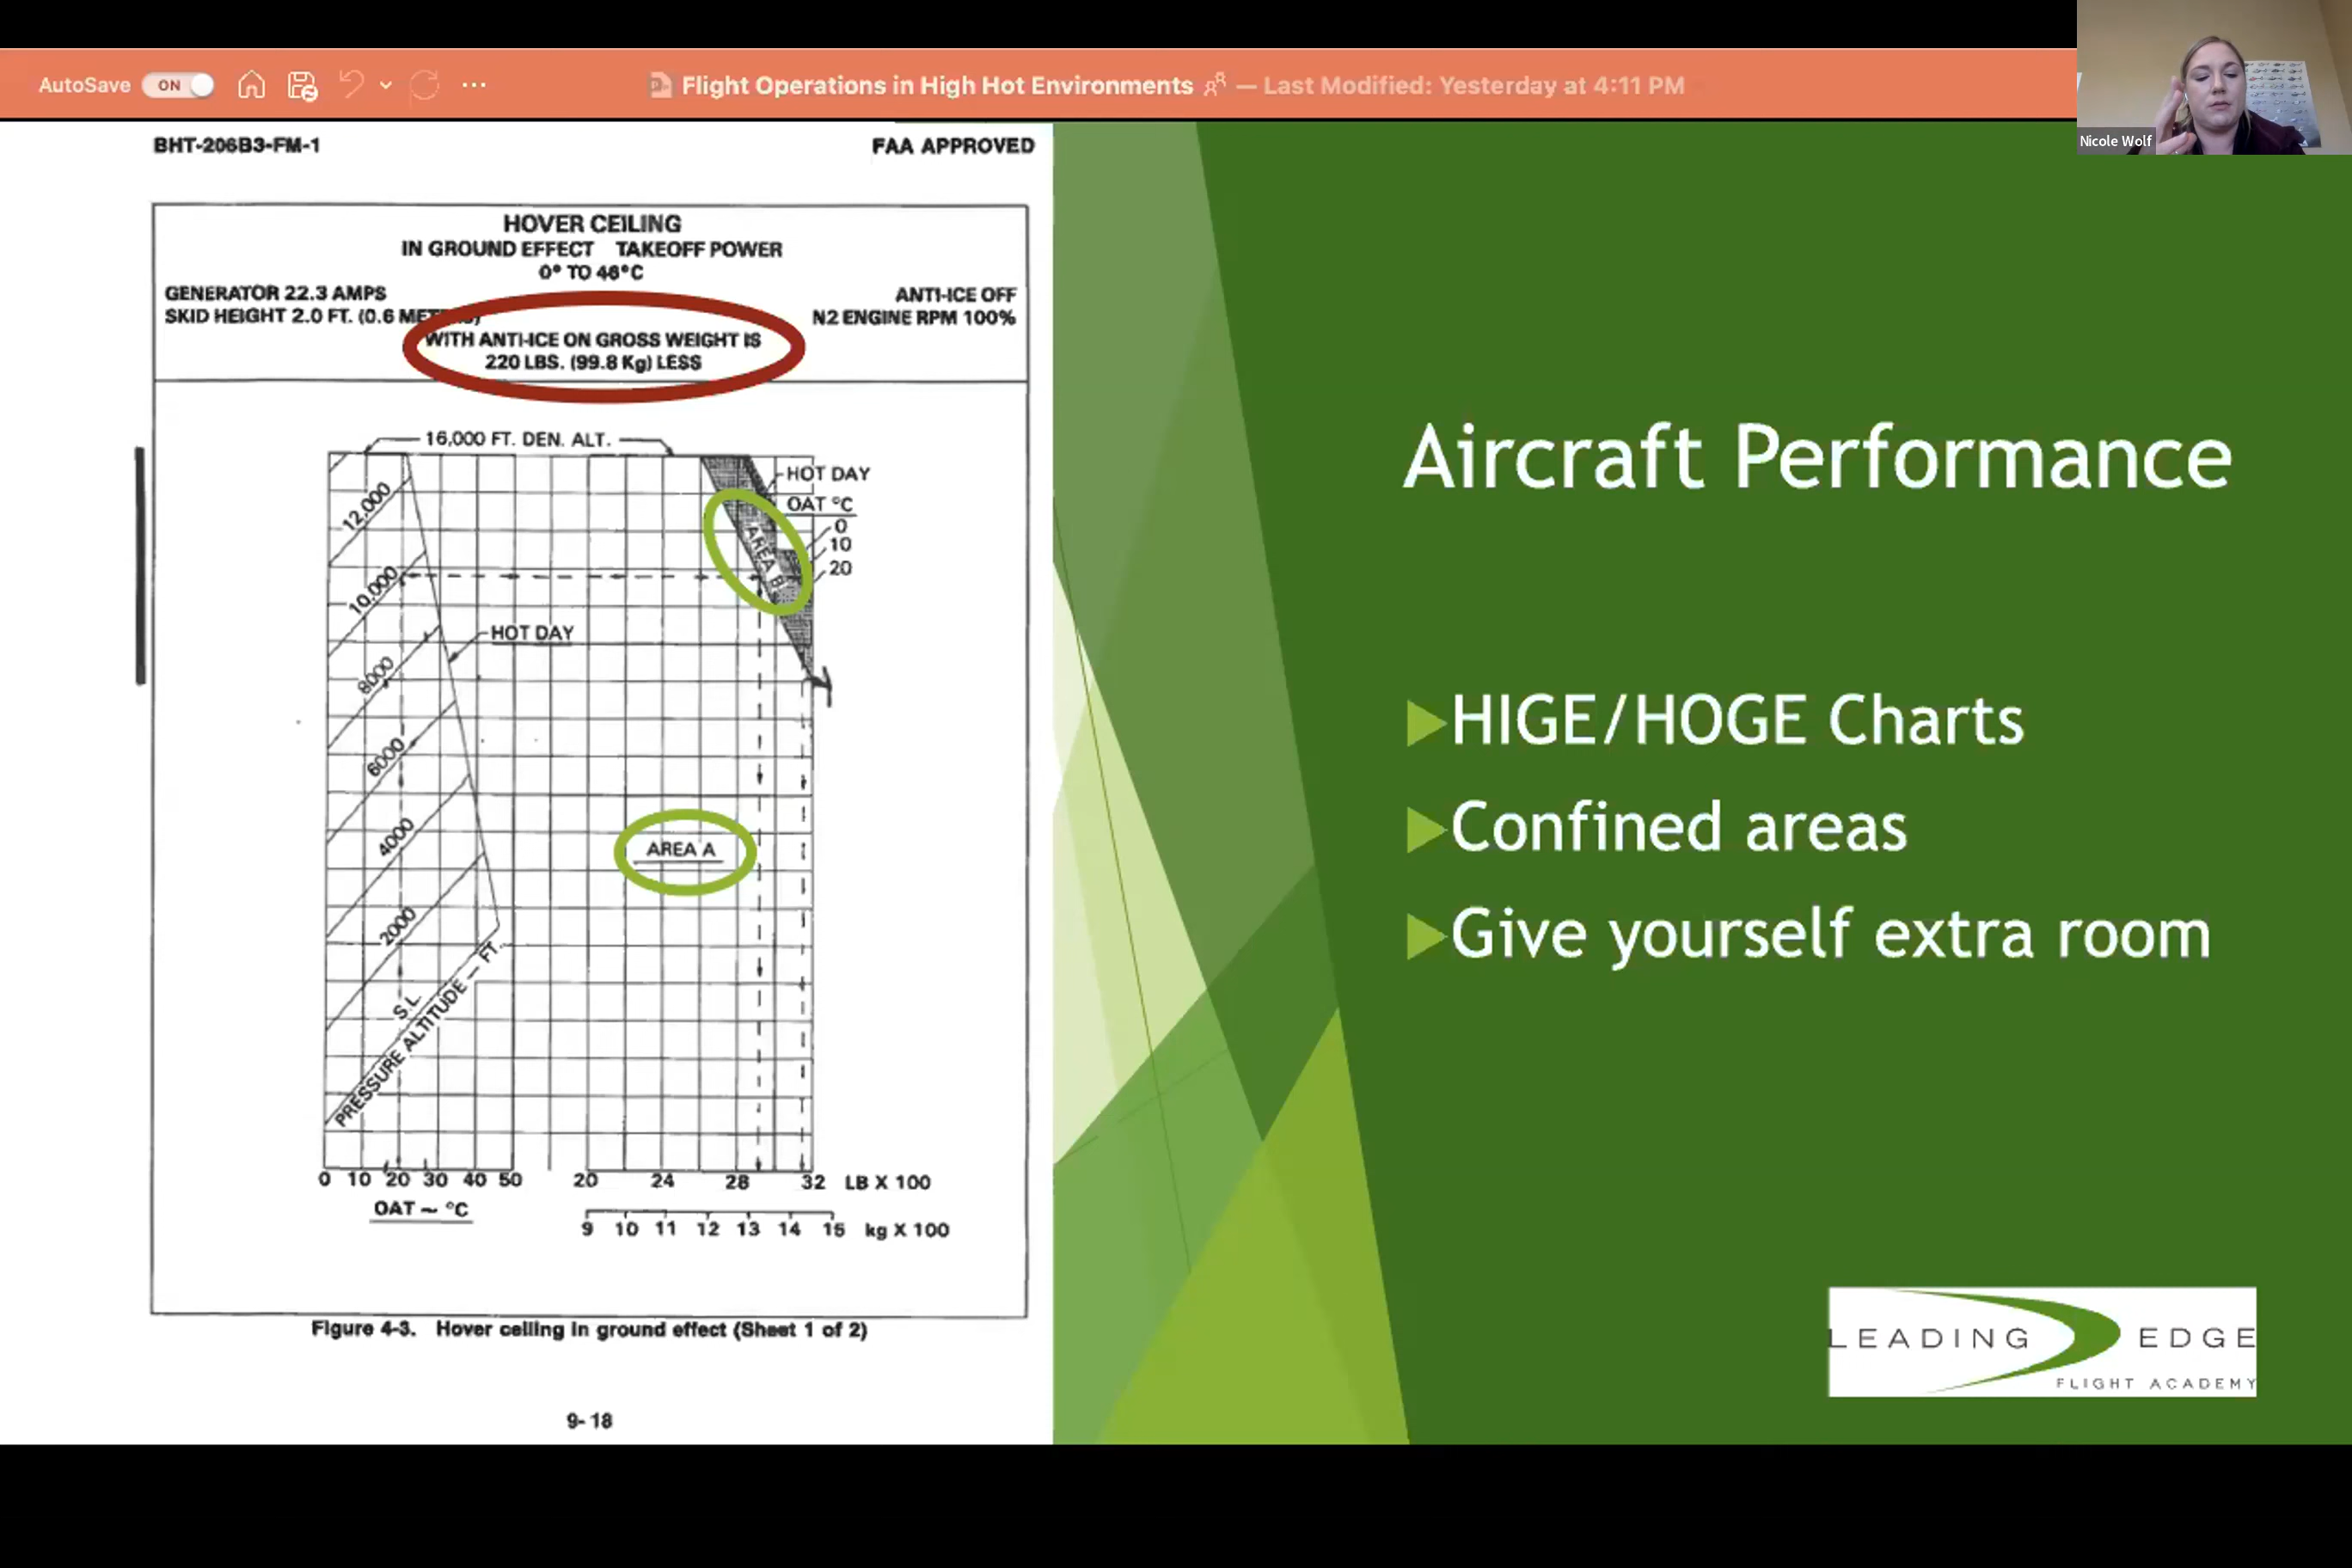 AutoSave ON
Flight Operations in High Hot Environments — Last Modified: Yesterday at 4:11 PM
Nicole Wolf
BHT-206B3-FM-1
FAA APPROVED
HOVER CEILING
IN GROUND EFFECT TAKEOFF POWER
0° TO 46°C
GENERATOR 22.3 AMPS
ANTI-ICE OFF
SKID HEIGHT 2.0 FT. (0.6 METERS)
N2 ENGINE RPM 100%
WITH ANTI-ICE ON GROSS WEIGHT IS
220 LBS. (99.8 Kg) LESS
16,000 FT. DEN. ALT.
HOT DAY
OAT °C
0
10
20
AREA B
12,000
10,000
HOT DAY
8000
6000
4000
AREA A
2000
S.L.
PRESSURE ALTITUDE — FT.
0 10 20 30 40 50
20 24 28 32 LB X 100
OAT ~ °C
9 10 11 12 13 14 15 kg X 100
Figure 4-3. Hover ceiling in ground effect (Sheet 1 of 2)
9-18
Aircraft Performance
HIGE/HOGE Charts
Confined areas
Give yourself extra room
LEADING EDGE
FLIGHT ACADEMY